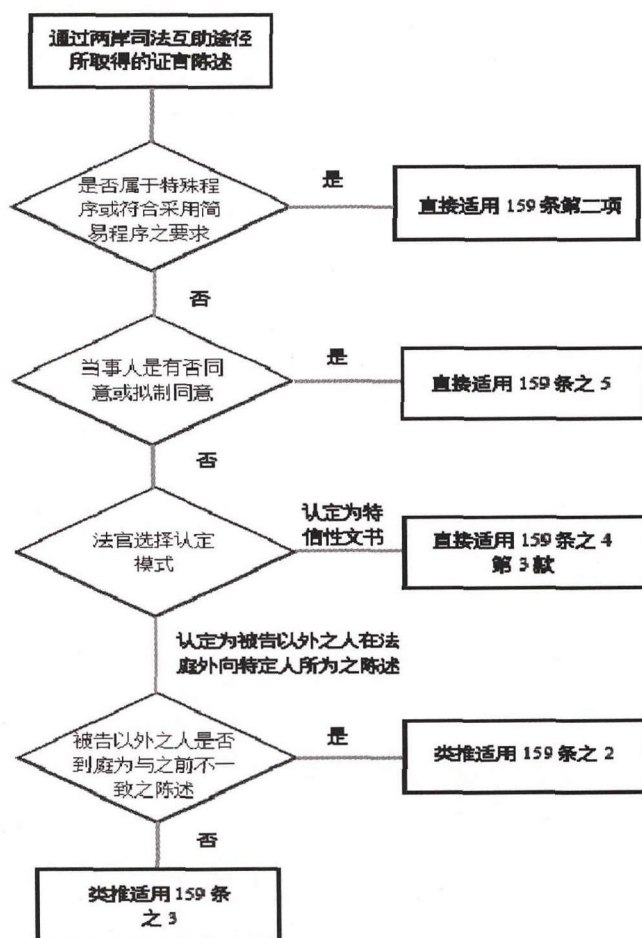 通过两岸司法互助途径
所取得的证言陈述
是否属于特殊程
序或符合采用简
易程序之要求
是
直接适用 159 条第二项
否
当事人是有否同
意或拟制同意
是
直接适用 159 条之 5
否
法官选择认定
模式
认定为特
信性文书
直接适用 159 条之 4
第 3 款
认定为被告以外之人在法
庭外向特定人所为之陈述
被告以外之人是否
到庭为与之前不一
致之陈述
是
类推适用 159 条之 2
否
类推适用 159 条
之 3